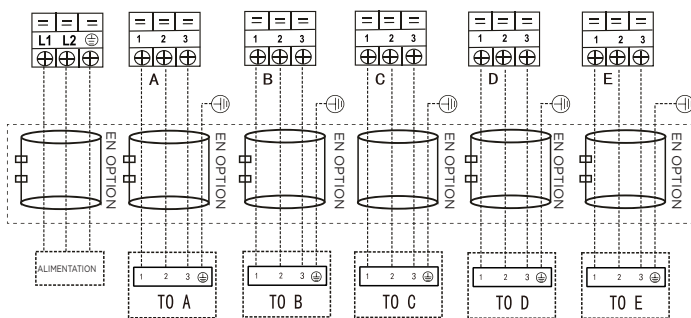 L1 L2
1 2 3
1 2 3
1 2 3
1 2 3
1 2 3
A
B
C
D
E
EN OPTION
EN OPTION
EN OPTION
EN OPTION
EN OPTION
EN OPTION
ALIMENTATION
1 2 3
TO A
1 2 3
TO B
1 2 3
TO C
1 2 3
TO D
1 2 3
TO E